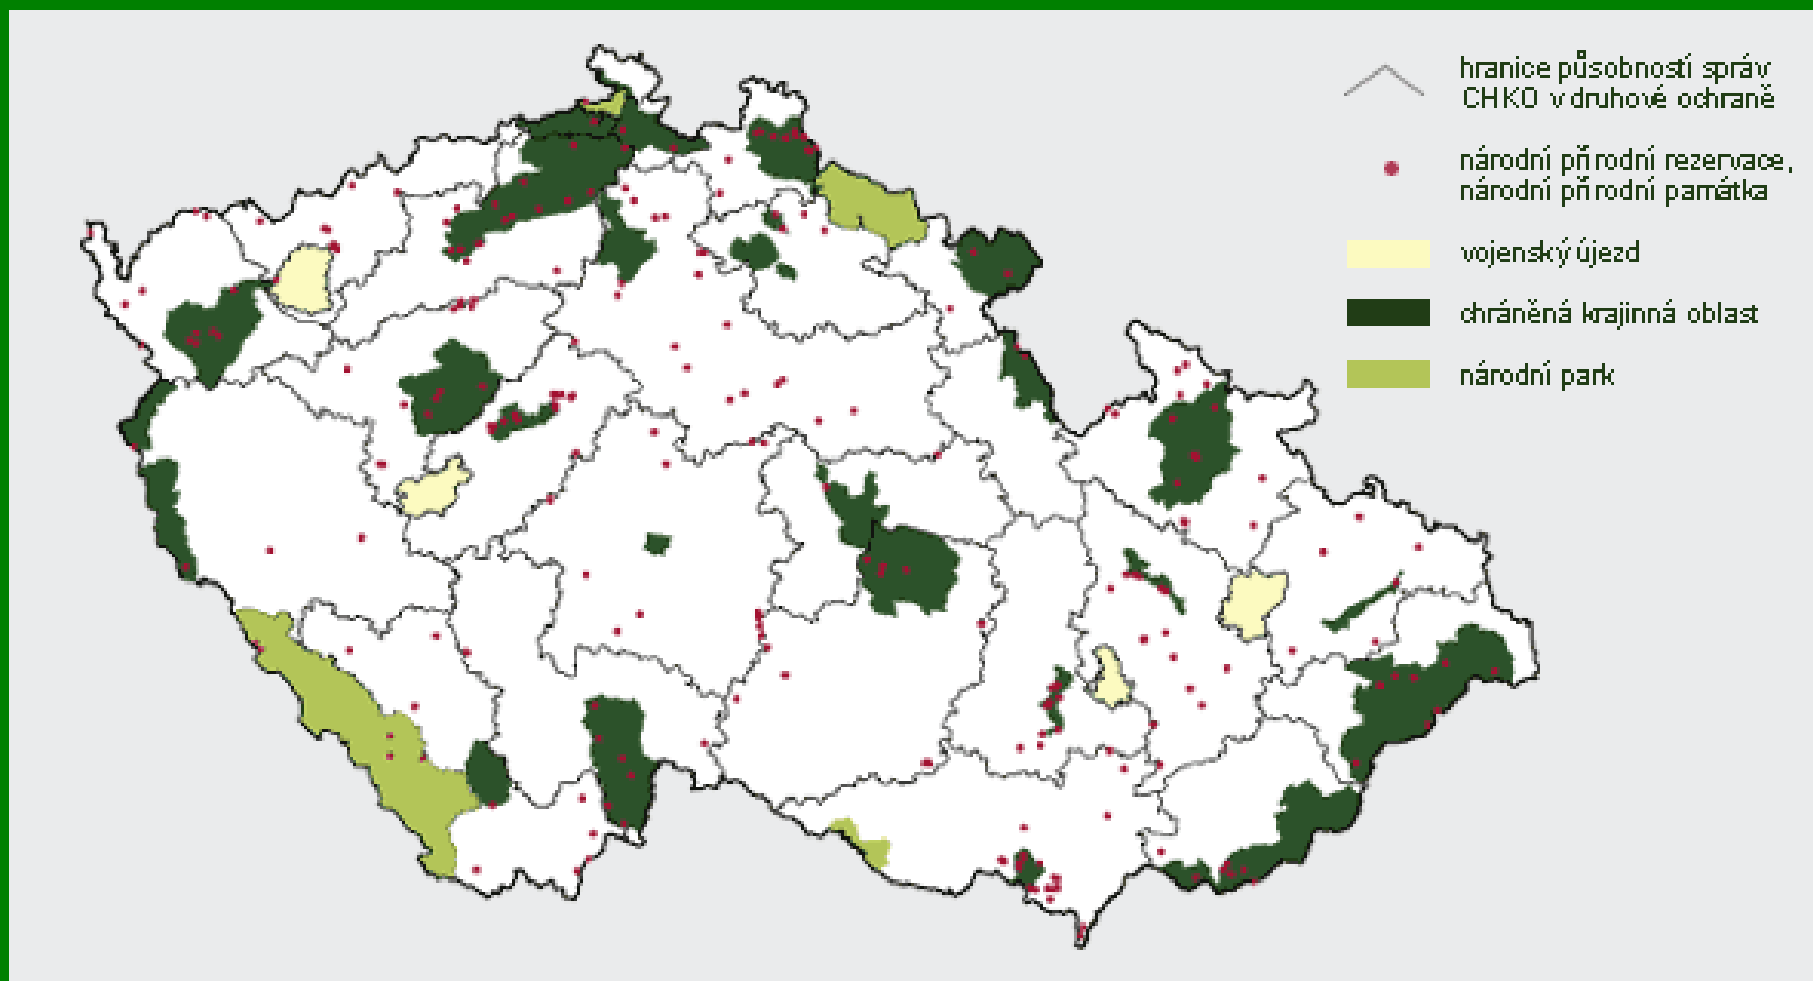 hranice působností správ
CHKO v druhové ochraně
národní přírodní rezervace,
národní přírodní památka
vojenský újezd
chráněná krajinná oblast
národní park